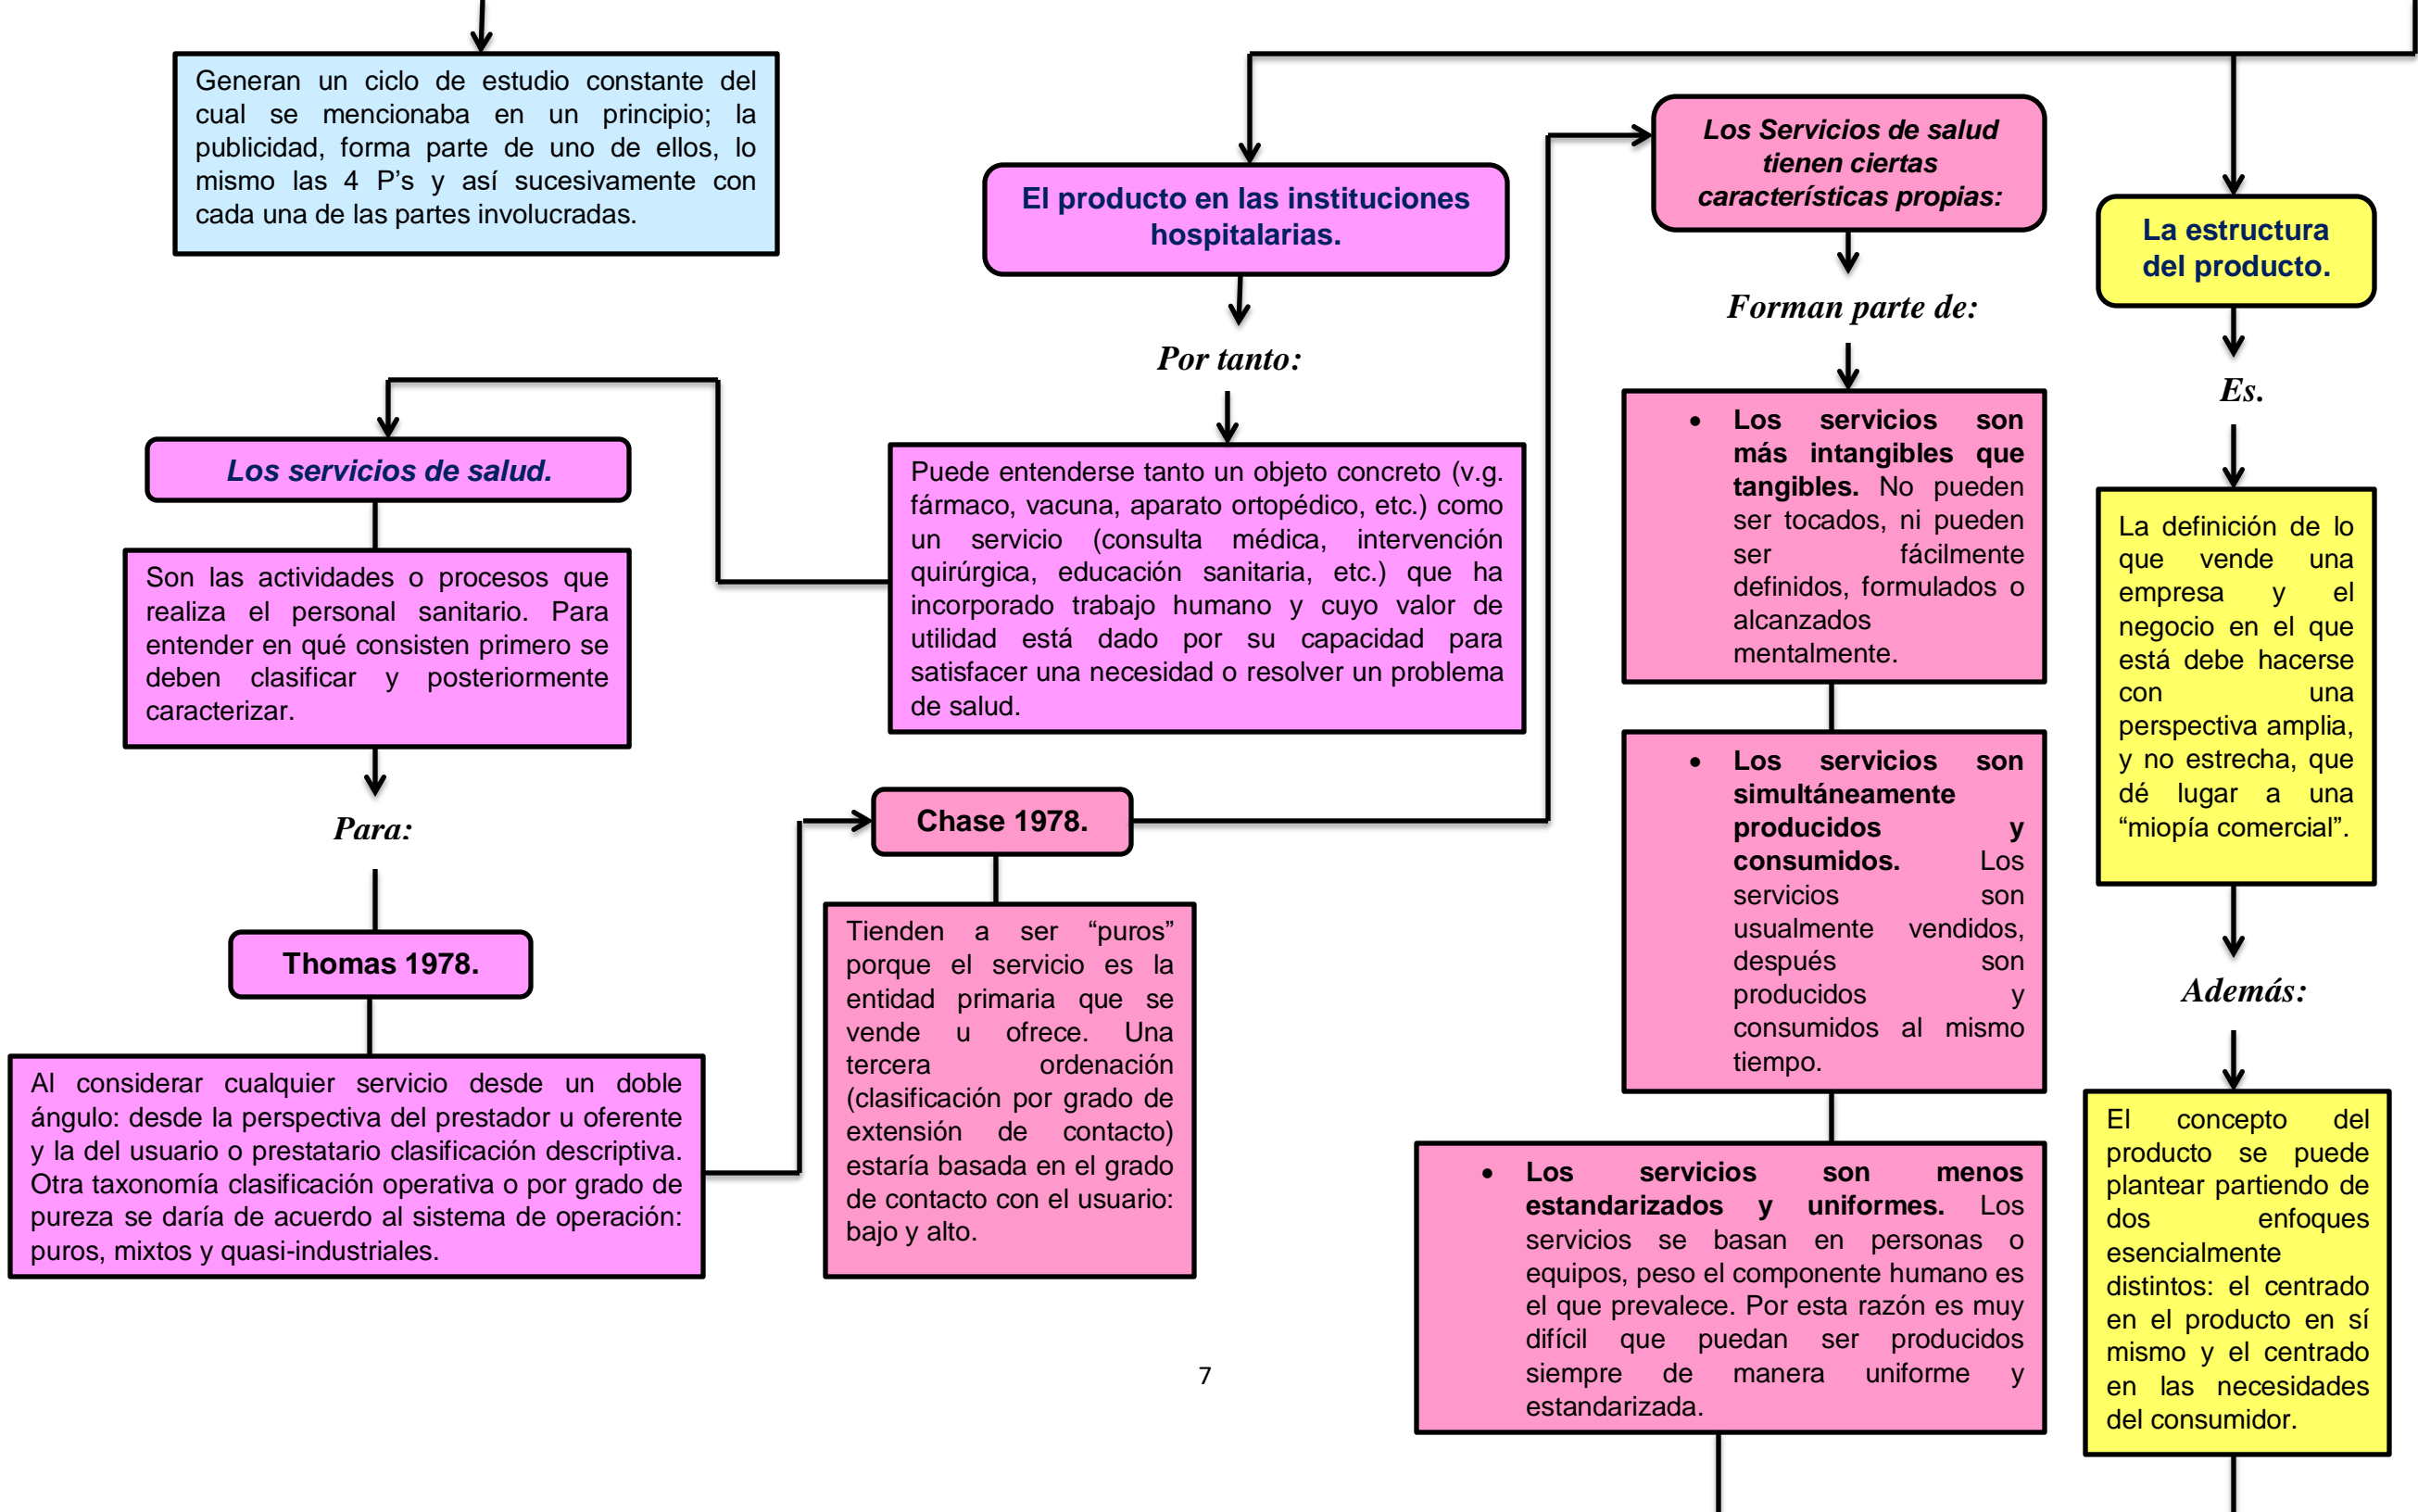 Generan un ciclo de estudio constante del
cual se mencionaba en un principio; la
publicidad, forma parte de uno de ellos, lo
mismo las 4 P's y así sucesivamente con
cada una de las partes involucradas.
El producto en las instituciones
hospitalarias.
Por tanto:
Puede entenderse tanto un objeto concreto (v.g.
fármaco, vacuna, aparato ortopédico, etc.) como
un servicio (consulta médica, intervención
quirúrgica, educación sanitaria, etc.) que ha
incorporado trabajo humano y cuyo valor de
utilidad está dado por su capacidad para
satisfacer una necesidad o resolver un problema
de salud.
Los servicios de salud.
Son las actividades o procesos que
realiza el personal sanitario. Para
entender en qué consisten primero se
deben clasificar y posteriormente
caracterizar.
Para:
Thomas 1978.
Al considerar cualquier servicio desde un doble
ángulo: desde la perspectiva del prestador u oferente
y la del usuario o prestatario clasificación descriptiva.
Otra taxonomía clasificación operativa o por grado de
pureza se daría de acuerdo al sistema de operación:
puros, mixtos y quasi-industriales.
Chase 1978.
Tienden a ser “puros”
porque el servicio es la
entidad primaria que se
vende u ofrece. Una
tercera ordenación
(clasificación por grado de
extensión de contacto)
estaría basada en el grado
de contacto con el usuario:
bajo y alto.
Los Servicios de salud
tienen ciertas
característícas propias:
Forman parte de:
• Los servicios son
más intangibles que
tangibles. No pueden
ser tocados, ni pueden
ser fácilmente
definidos, formulados o
alcanzados
mentalmente.
• Los servicios son
simultáneamente
producidos y
consumidos. Los
servicios son
usualmente vendidos,
después son
producidos y
consumidos al mismo
tiempo.
• Los servicios son menos
estandarizados y uniformes. Los
servicios se basan en personas o
equipos, peso el componente humano es
el que prevalece. Por esta razón es muy
difícil que puedan ser producidos
siempre de manera uniforme y
estandarizada.
La estructura
del producto.
Es.
La definición de lo
que vende una
empresa y el
negocio en el que
está debe hacerse
con una
perspectiva amplia,
y no estrecha, que
dé lugar a una
“miopía comercial”.
Además:
El concepto del
producto se puede
plantear partiendo de
dos enfoques
esencialmente
distintos: el centrado
en el producto en sí
mismo y el centrado
en las necesidades
del consumidor.
7